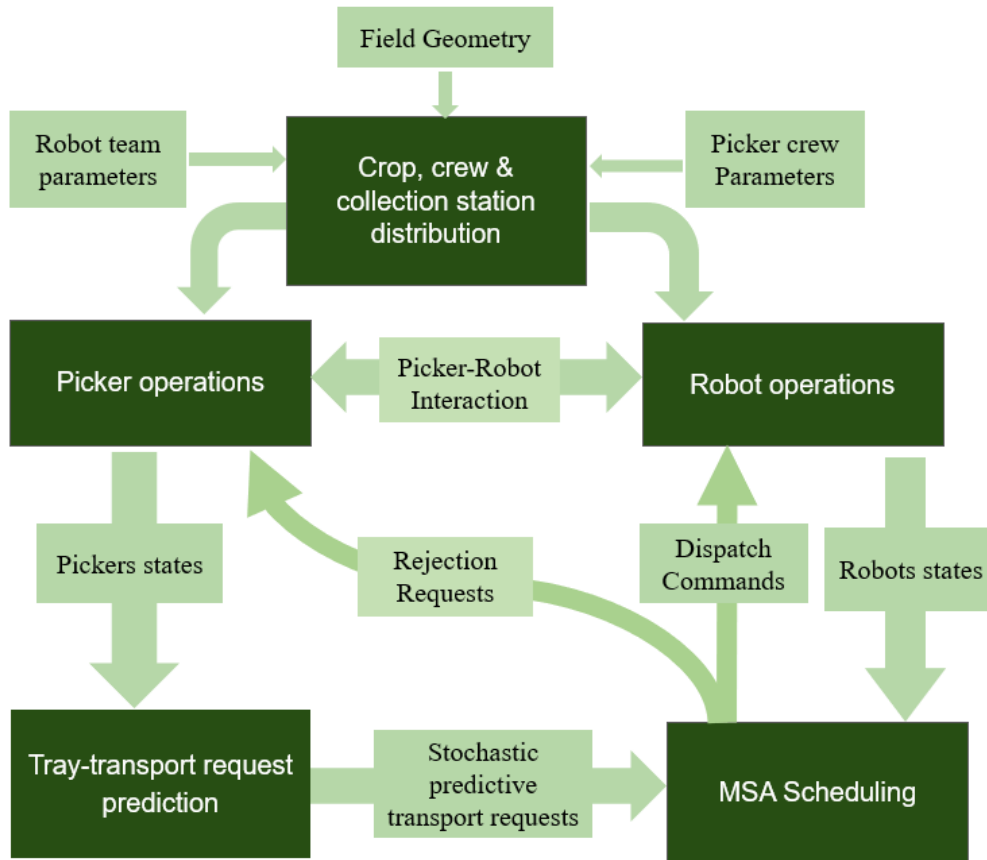 Field Geometry
Robot team
parameters
Crop, crew &
collection station
distribution
Picker crew
Parameters
Picker operations
Picker-Robot
Interaction
Robot operations
Pickers states
Rejection
Requests
Dispatch
Commands
Robots states
Tray-transport request
prediction
Stochastic
predictive
transport requests
MSA Scheduling